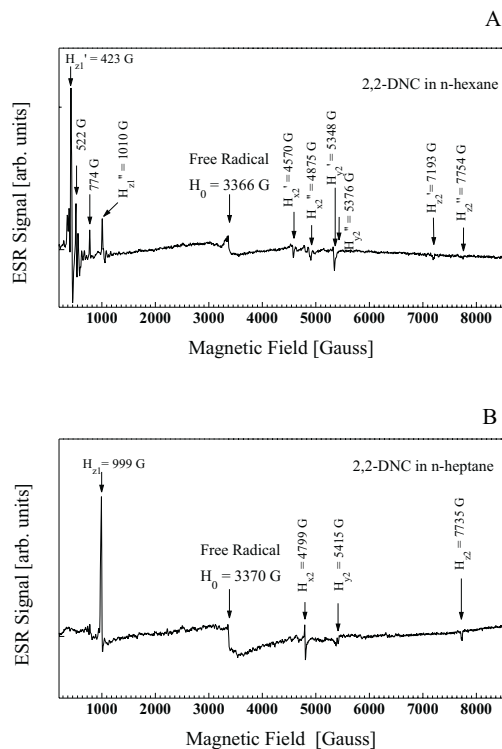 A
H_z1' = 423 G
2,2-DNC in n-hexane
522 G
774 G
H_z1'' = 1010 G
Free Radical
H_0 = 3366 G
H_x2' = 4570 G
H_x2'' = 4875 G
H_y2' = 5348 G
H_y2'' = 5376 G
H_z2' = 7193 G
H_z2'' = 7754 G
ESR Signal [arb. units]
1000 2000 3000 4000 5000 6000 7000 8000
Magnetic Field [Gauss]
B
H_z1 = 999 G
2,2-DNC in n-heptane
Free Radical
H_0 = 3370 G
H_x2 = 4799 G
H_y2 = 5415 G
H_z2 = 7735 G
ESR Signal [arb. units]
1000 2000 3000 4000 5000 6000 7000 8000
Magnetic Field [Gauss]